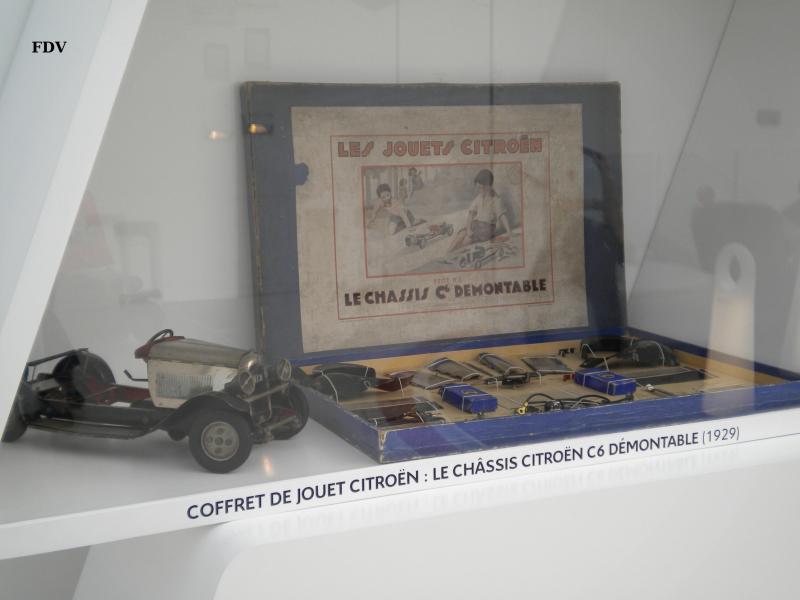 FDV
LES JOUETS CITROËN
LE CHASSIS C6 DEMONTABLE
COFFRET DE JOUET CITROËN : LE CHÂSSIS CITROËN C6 DÉMONTABLE (1929)